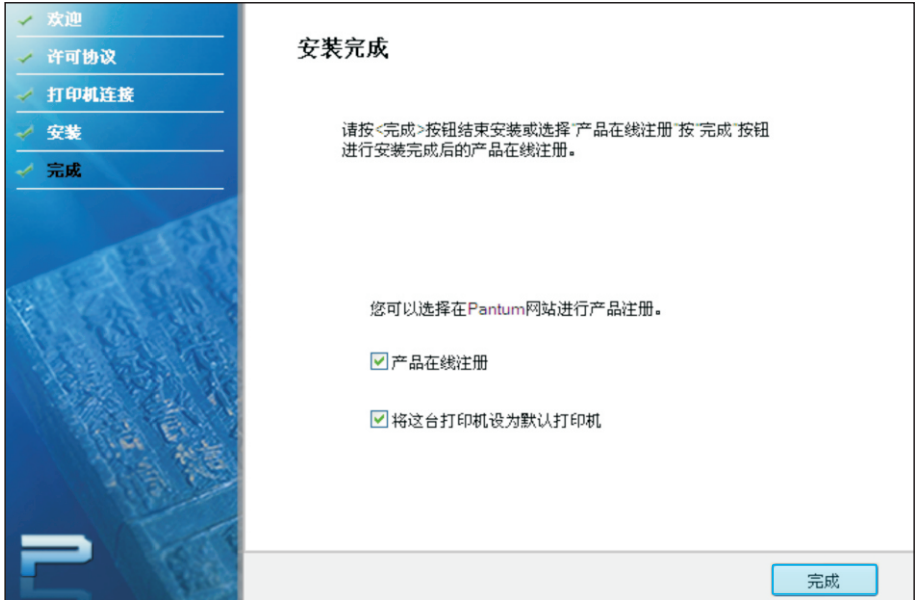 欢迎
许可协议
打印机连接
安装
完成
安装完成
请按<完成>按钮结束安装或选择"产品在线注册"按"完成"按钮
进行安装完成后的产品在线注册。
您可以选择在Pantum网站进行产品注册。
产品在线注册
将这台打印机设为默认打印机
完成